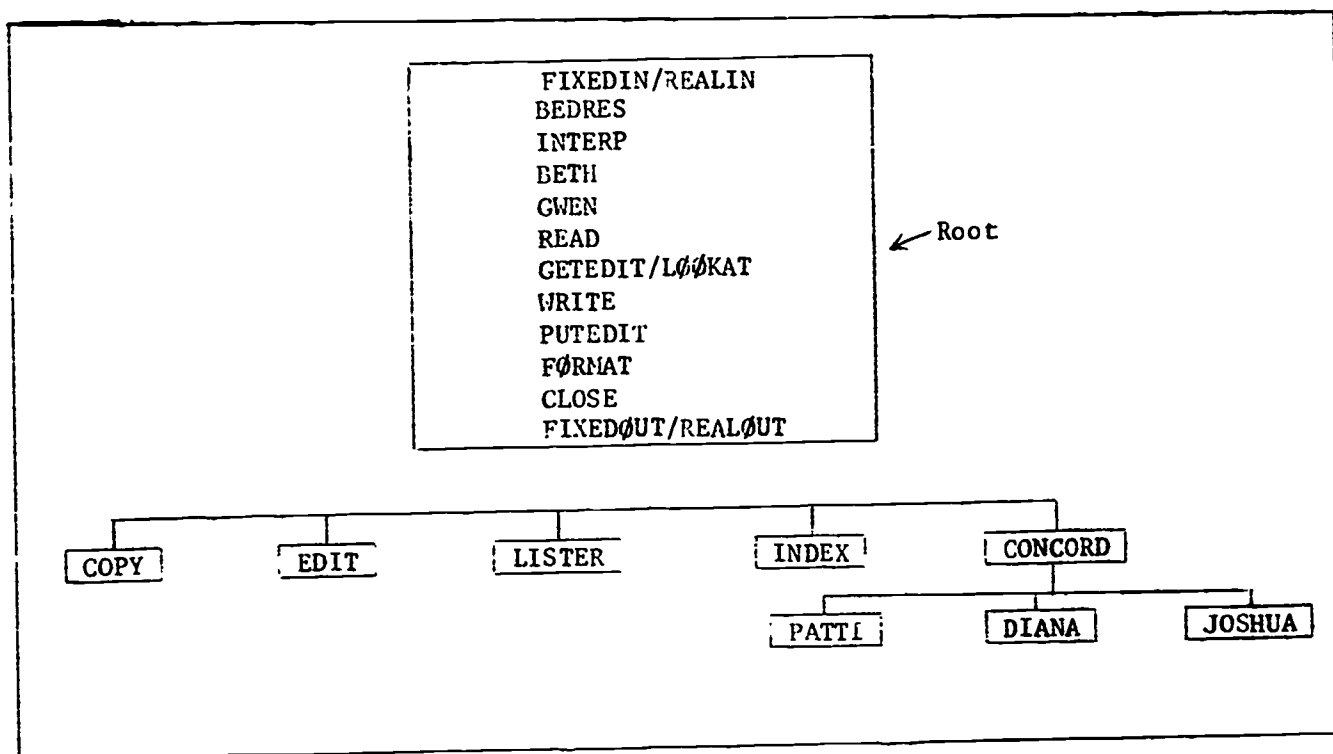 FIXEDIN/REALIN
BEDRES
INTERP
BETH
GWEN
READ
GETEDIT/LØØKAT
WRITE
PUTEDIT
FØRMAT
CLOSE
FIXEDØUT/REALØUT
Root
COPY
EDIT
LISTER
INDEX
CONCORD
PATTI
DIANA
JOSHUA